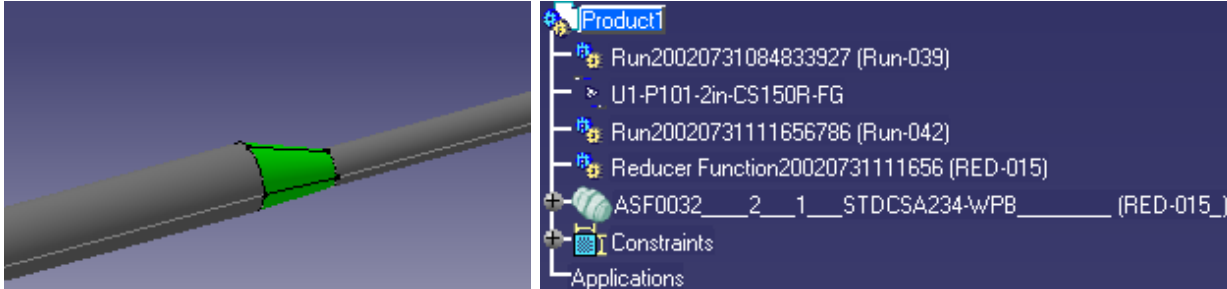 Product1
Run20020731084833927 (Run-039)
U1-P101-2in-CS150R-FG
Run20020731111656786 (Run-042)
Reducer Function20020731111656 (RED-015)
ASF0032____2___1___STDCSA234-WPB_________ (RED-015_)
Constraints
Applications